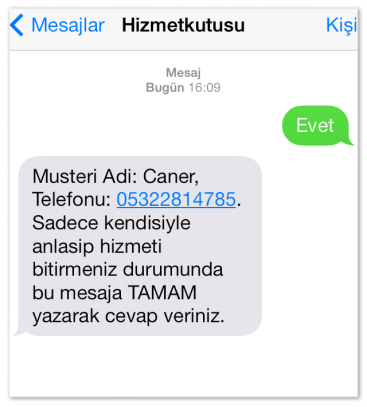 Mesajlar Hizmetkutusu Kişi
Mesaj
Bugün 16:09
Evet
Musteri Adi: Caner,
Telefonu: 05322814785.
Sadece kendisiyle
anlasip hizmeti
bitirmeniz durumunda
bu mesaja TAMAM
yazarak cevap veriniz.